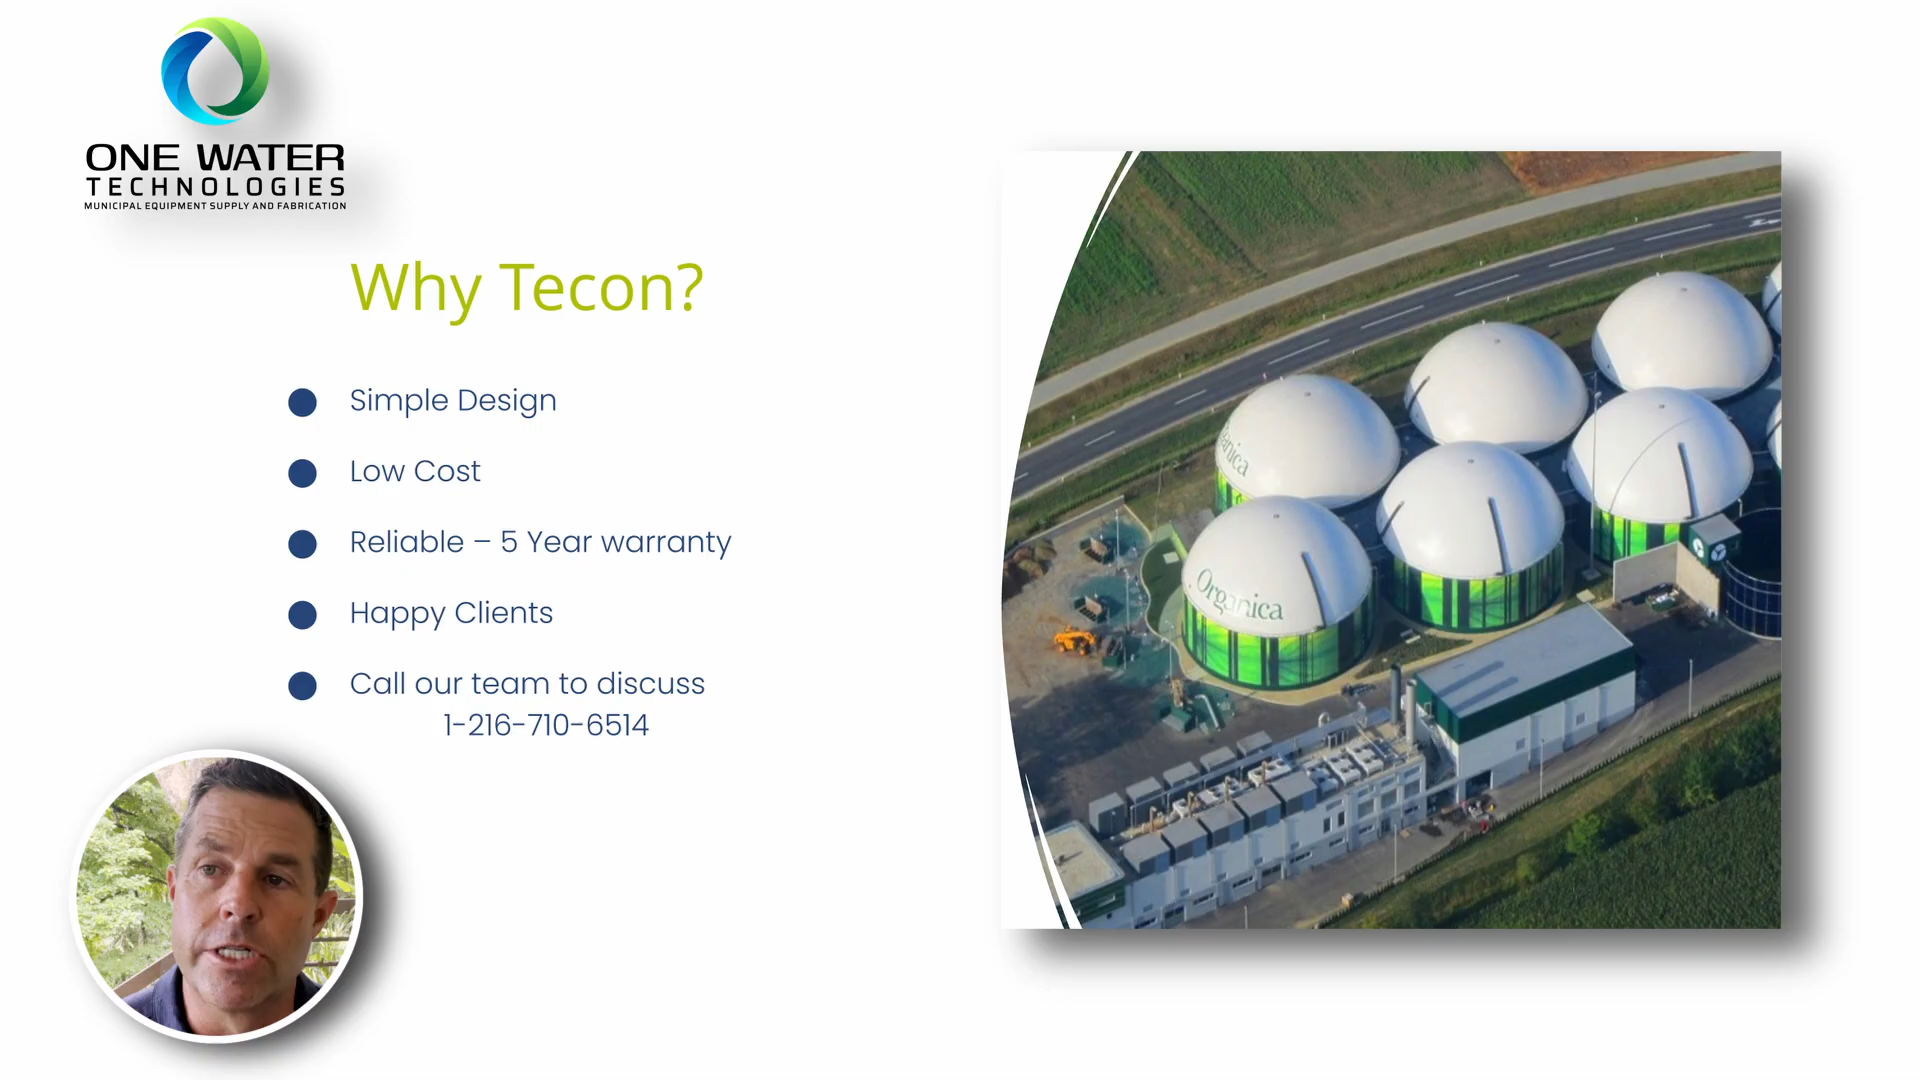 ONE WATER
TECHNOLOGIES
MUNICIPAL EQUIPMENT SUPPLY AND FABRICATION
Why Tecon?
Simple Design
Low Cost
Reliable – 5 Year warranty
Happy Clients
Call our team to discuss
1-216-710-6514
Organica